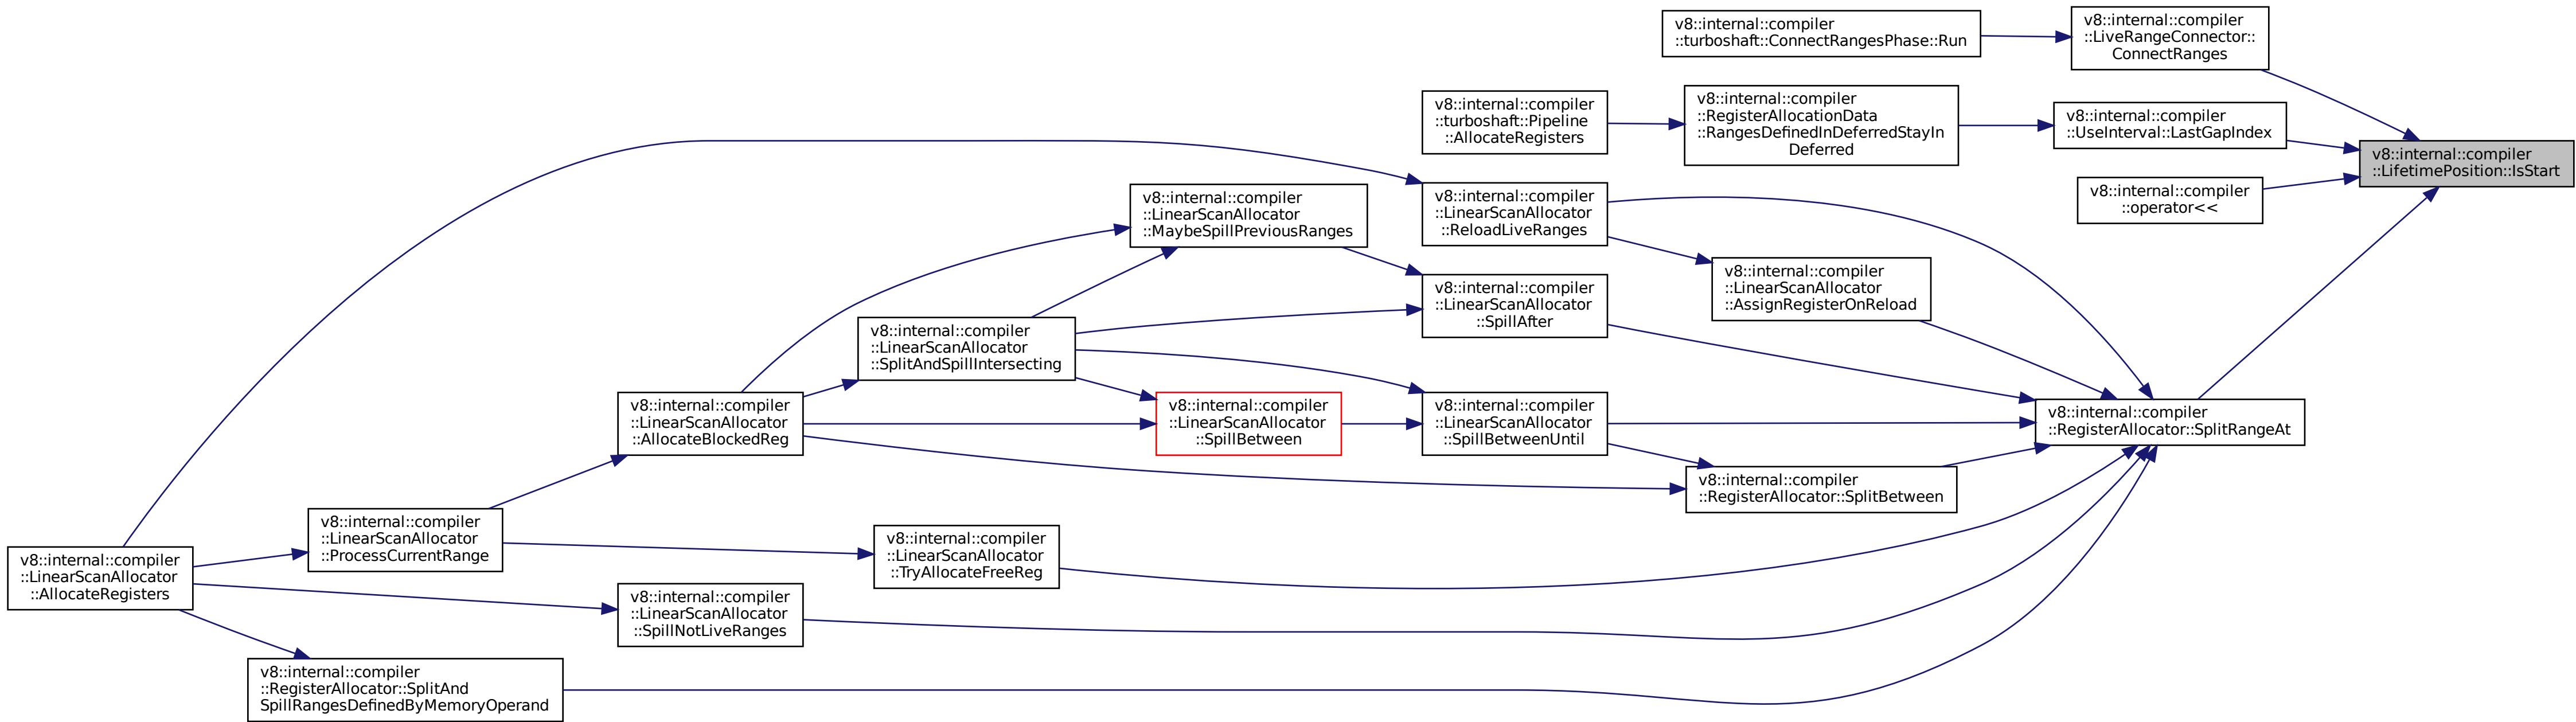 v8::internal::compiler
::turboshaft::ConnectRangesPhase::Run
v8::internal::compiler
::LiveRangeConnector::
ConnectRanges
v8::internal::compiler
::turboshaft::Pipeline
::AllocateRegisters
v8::internal::compiler
::RegisterAllocationData
::RangesDefinedInDeferredStayIn
Deferred
v8::internal::compiler
::UseInterval::LastGapIndex
v8::internal::compiler
::LifetimePosition::IsStart
v8::internal::compiler
::operator<<
v8::internal::compiler
::LinearScanAllocator
::MaybeSpillPreviousRanges
v8::internal::compiler
::LinearScanAllocator
::ReloadLiveRanges
v8::internal::compiler
::LinearScanAllocator
::AssignRegisterOnReload
v8::internal::compiler
::LinearScanAllocator
::SpillAfter
v8::internal::compiler
::LinearScanAllocator
::SplitAndSpillIntersecting
v8::internal::compiler
::LinearScanAllocator
::AllocateBlockedReg
v8::internal::compiler
::LinearScanAllocator
::SpillBetween
v8::internal::compiler
::LinearScanAllocator
::SpillBetweenUntil
v8::internal::compiler
::RegisterAllocator::SplitRangeAt
v8::internal::compiler
::RegisterAllocator::SplitBetween
v8::internal::compiler
::LinearScanAllocator
::ProcessCurrentRange
v8::internal::compiler
::LinearScanAllocator
::TryAllocateFreeReg
v8::internal::compiler
::LinearScanAllocator
::AllocateRegisters
v8::internal::compiler
::LinearScanAllocator
::SpillNotLiveRanges
v8::internal::compiler
::RegisterAllocator::SplitAnd
SpillRangesDefinedByMemoryOperand